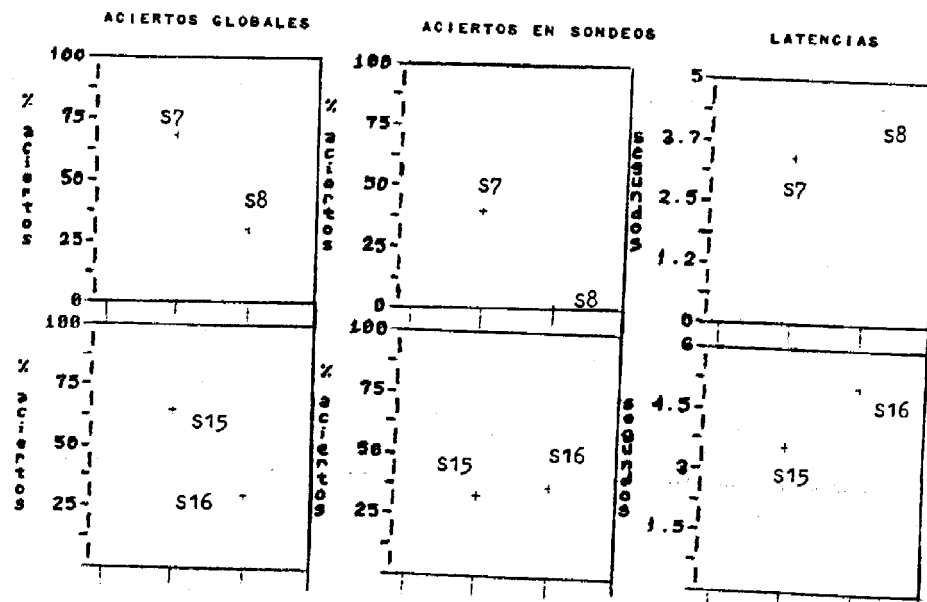 ACIERTOS GLOBALES
ACIERTOS EN SONDEOS
LATENCIAS
% aciertos
100
75
50
25
0
S7
S8
% aciertos
100
75
50
25
0
S7
S8
segundos
5
3.7
2.5
1.2
0
S8
S7
% aciertos
100
75
50
25
S15
S16
% aciertos
100
75
50
25
S15
S16
segundos
6
4.5
3
1.5
S16
S15